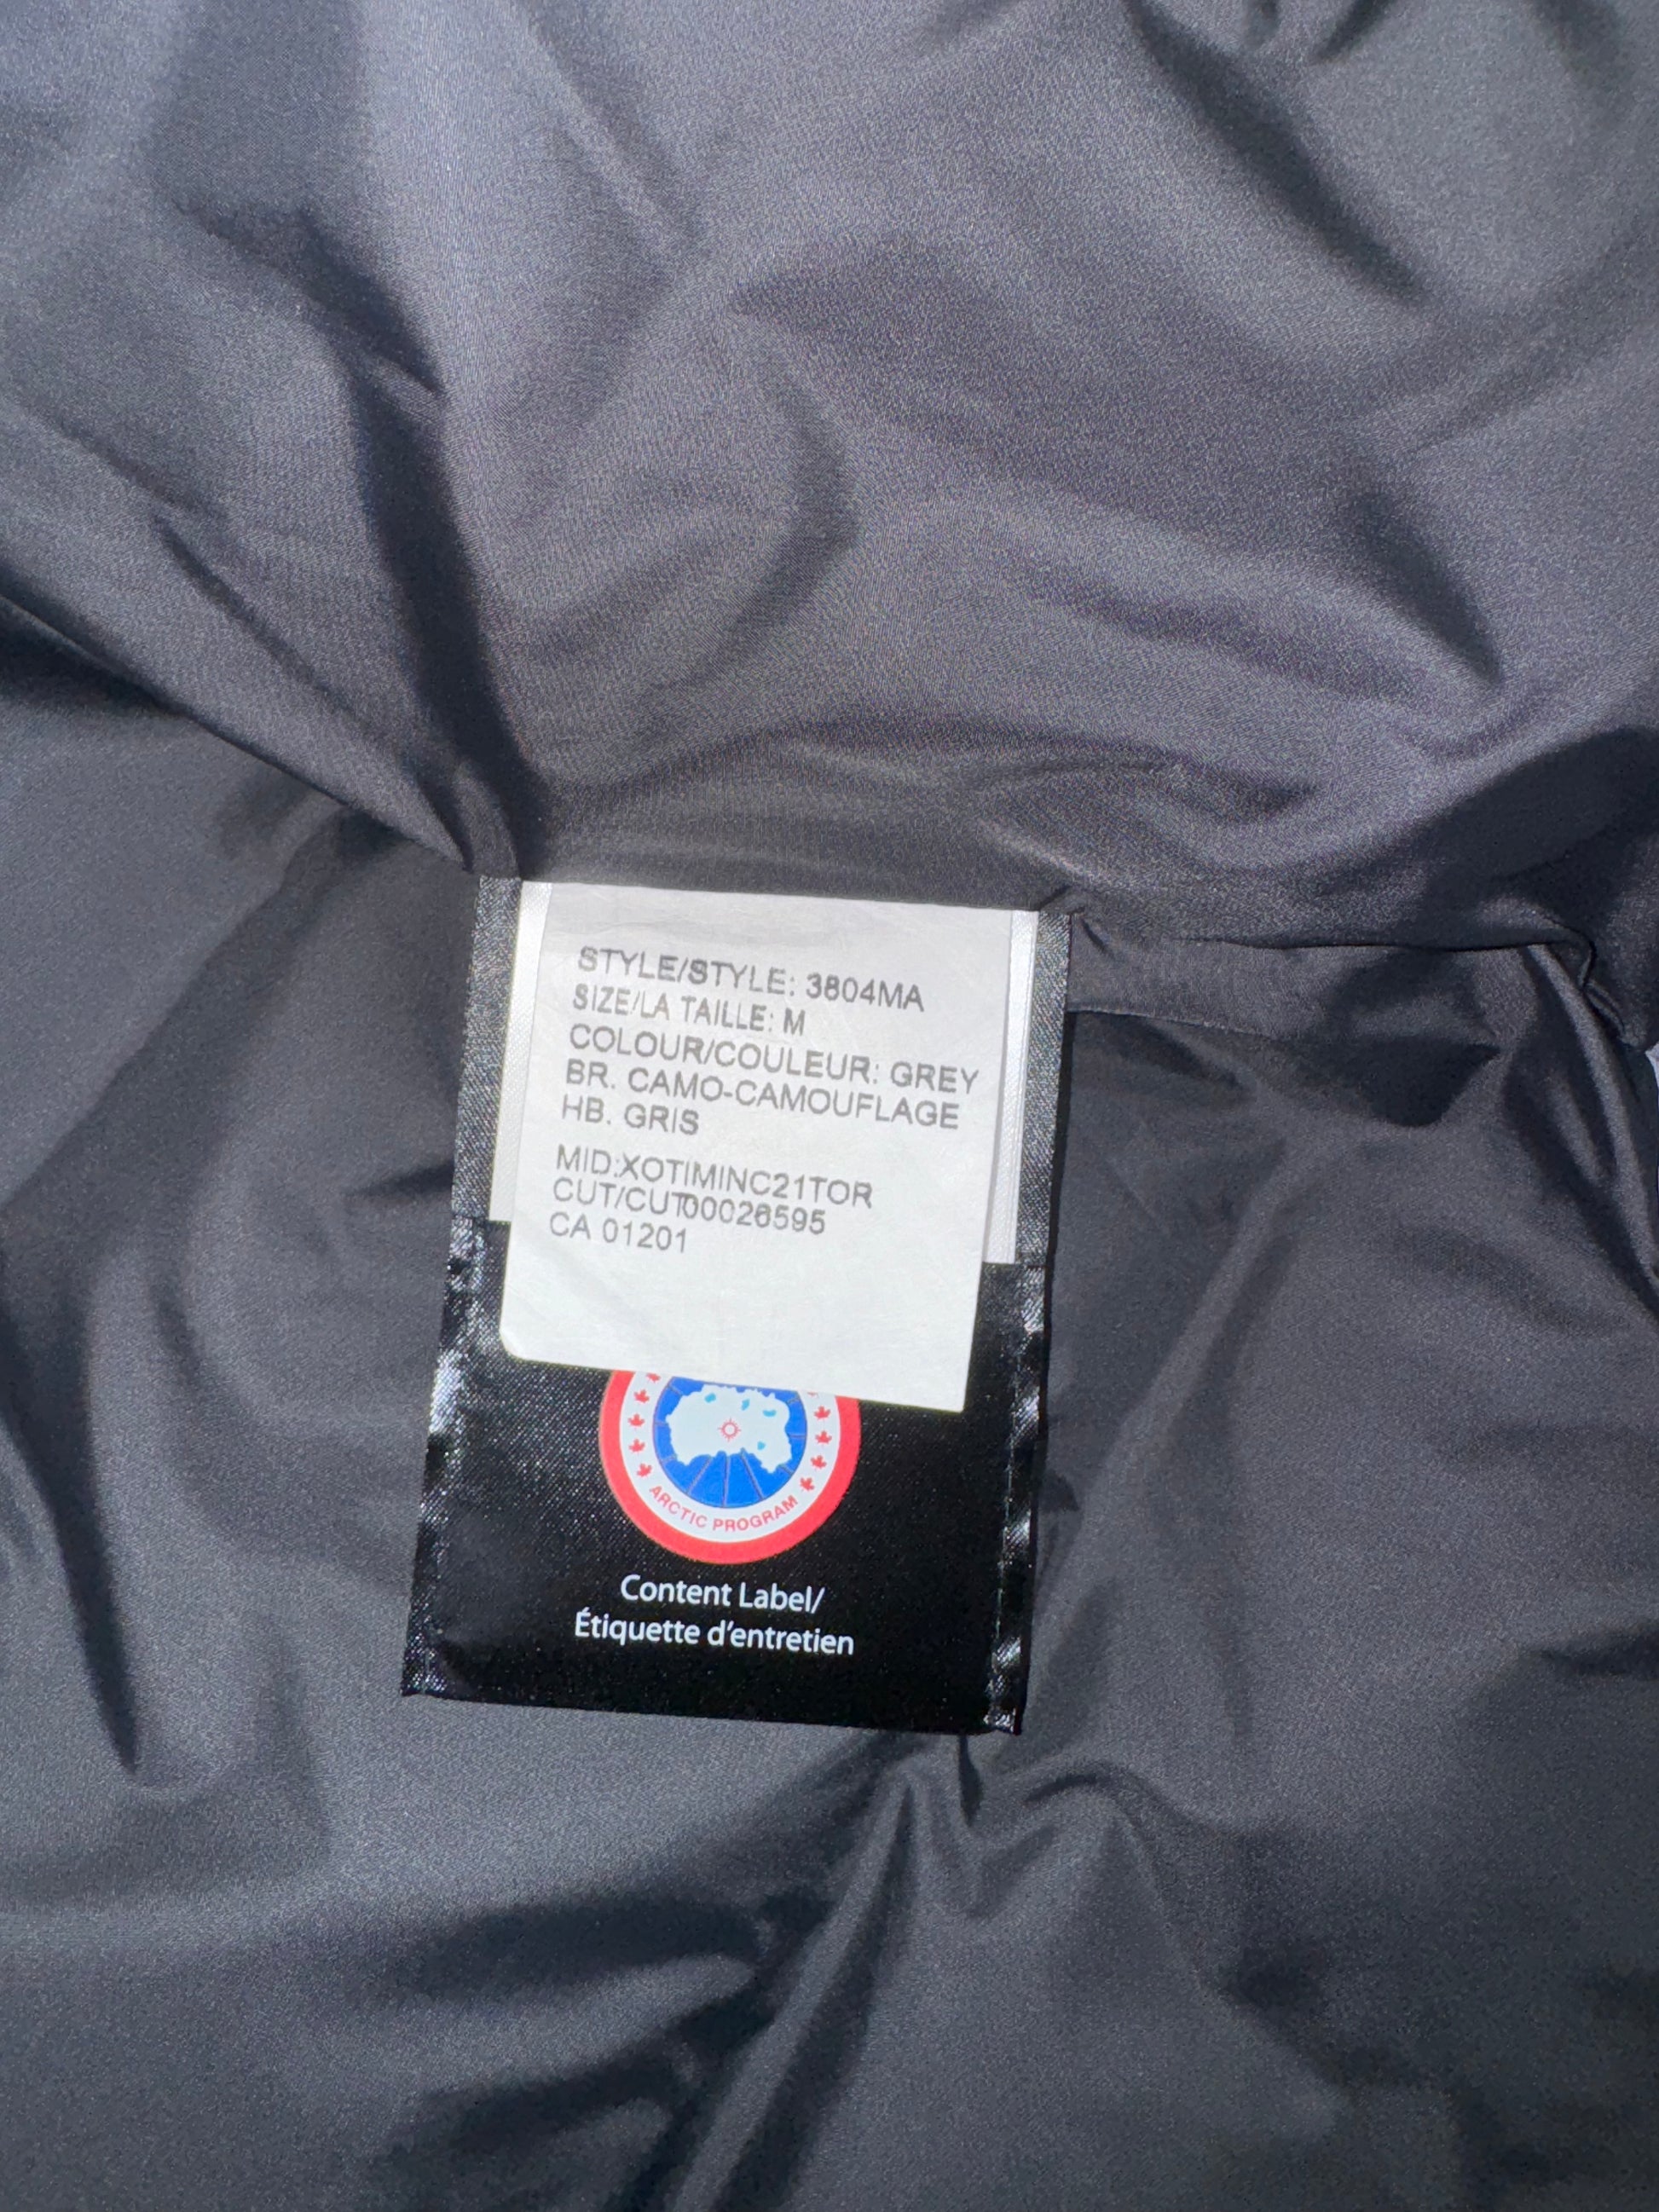 STYLE/STYLE: 3804MA
SIZE/LA TAILLE: M
COLOUR/COULEUR: GREY
BR. CAMO-CAMOUFLAGE
HB. GRIS
MID:XOTIMINC21TOR
CUT/CUT00026595
CA 01201
ARCTIC PROGRAM
Content Label/
Étiquette d'entretien